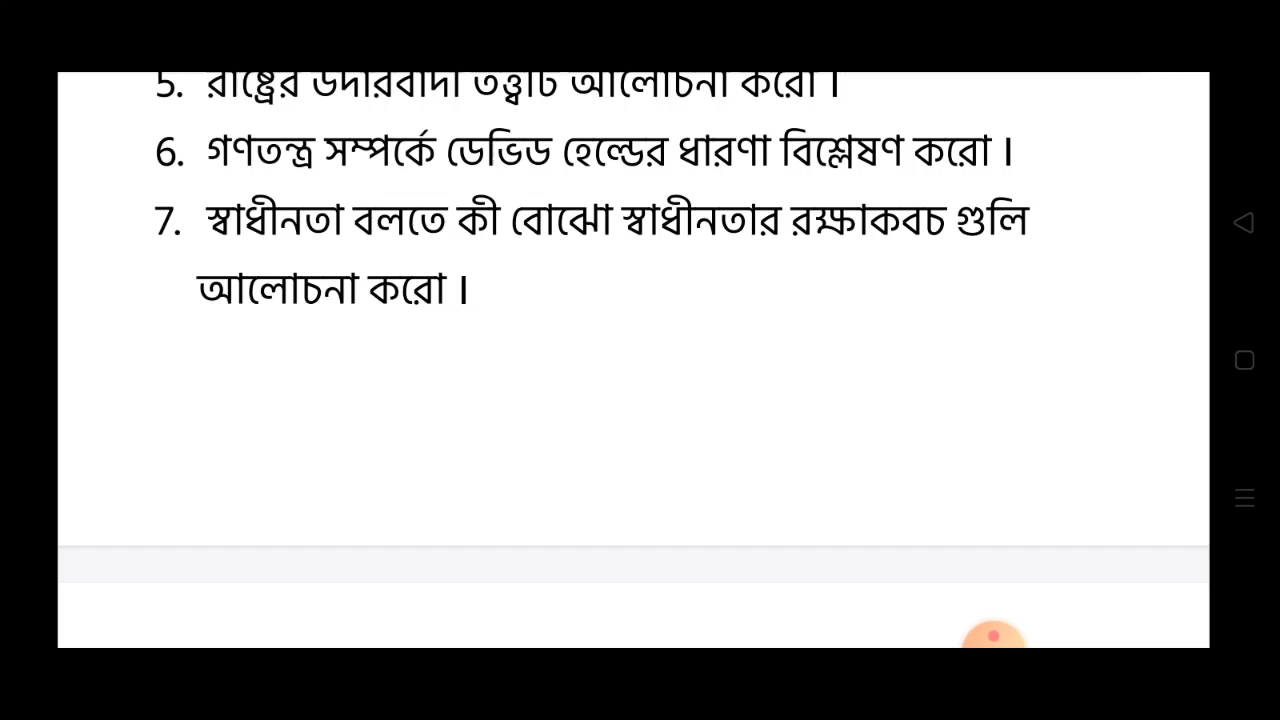 5. রাষ্ট্রের উদারবাদী তত্ত্বটি আলোচনা করো ।
6. গণতন্ত্র সম্পর্কে ডেভিড হেল্ডের ধারণা বিশ্লেষণ করো ।
7. স্বাধীনতা বলতে কী বোঝো স্বাধীনতার রক্ষাকবচ গুলি
আলোচনা করো ।